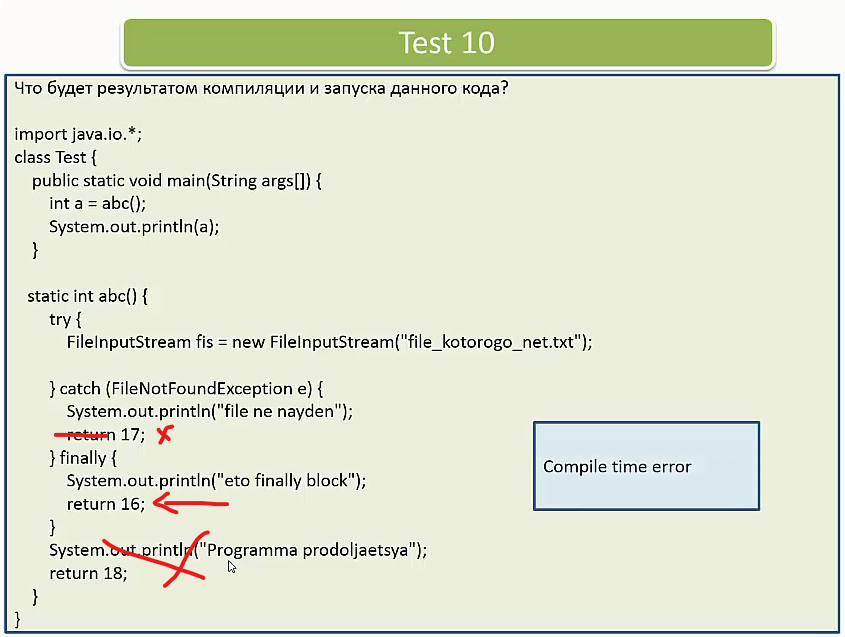 Test 10
Что будет результатом компиляции и запуска данного кода?
import java.io.*;
class Test {
public static void main(String args[]) {
int a = abc();
System.out.println(a);
}
static int abc() {
try {
FileInputStream fis = new FileInputStream("file_kotorogo_net.txt");
} catch (FileNotFoundException e) {
System.out.println("file ne nayden");
return 17;
} finally {
System.out.println("eto finally block");
return 16;
}
System.out.println("Programma prodoljaetsya");
return 18;
}
}
Compile time error